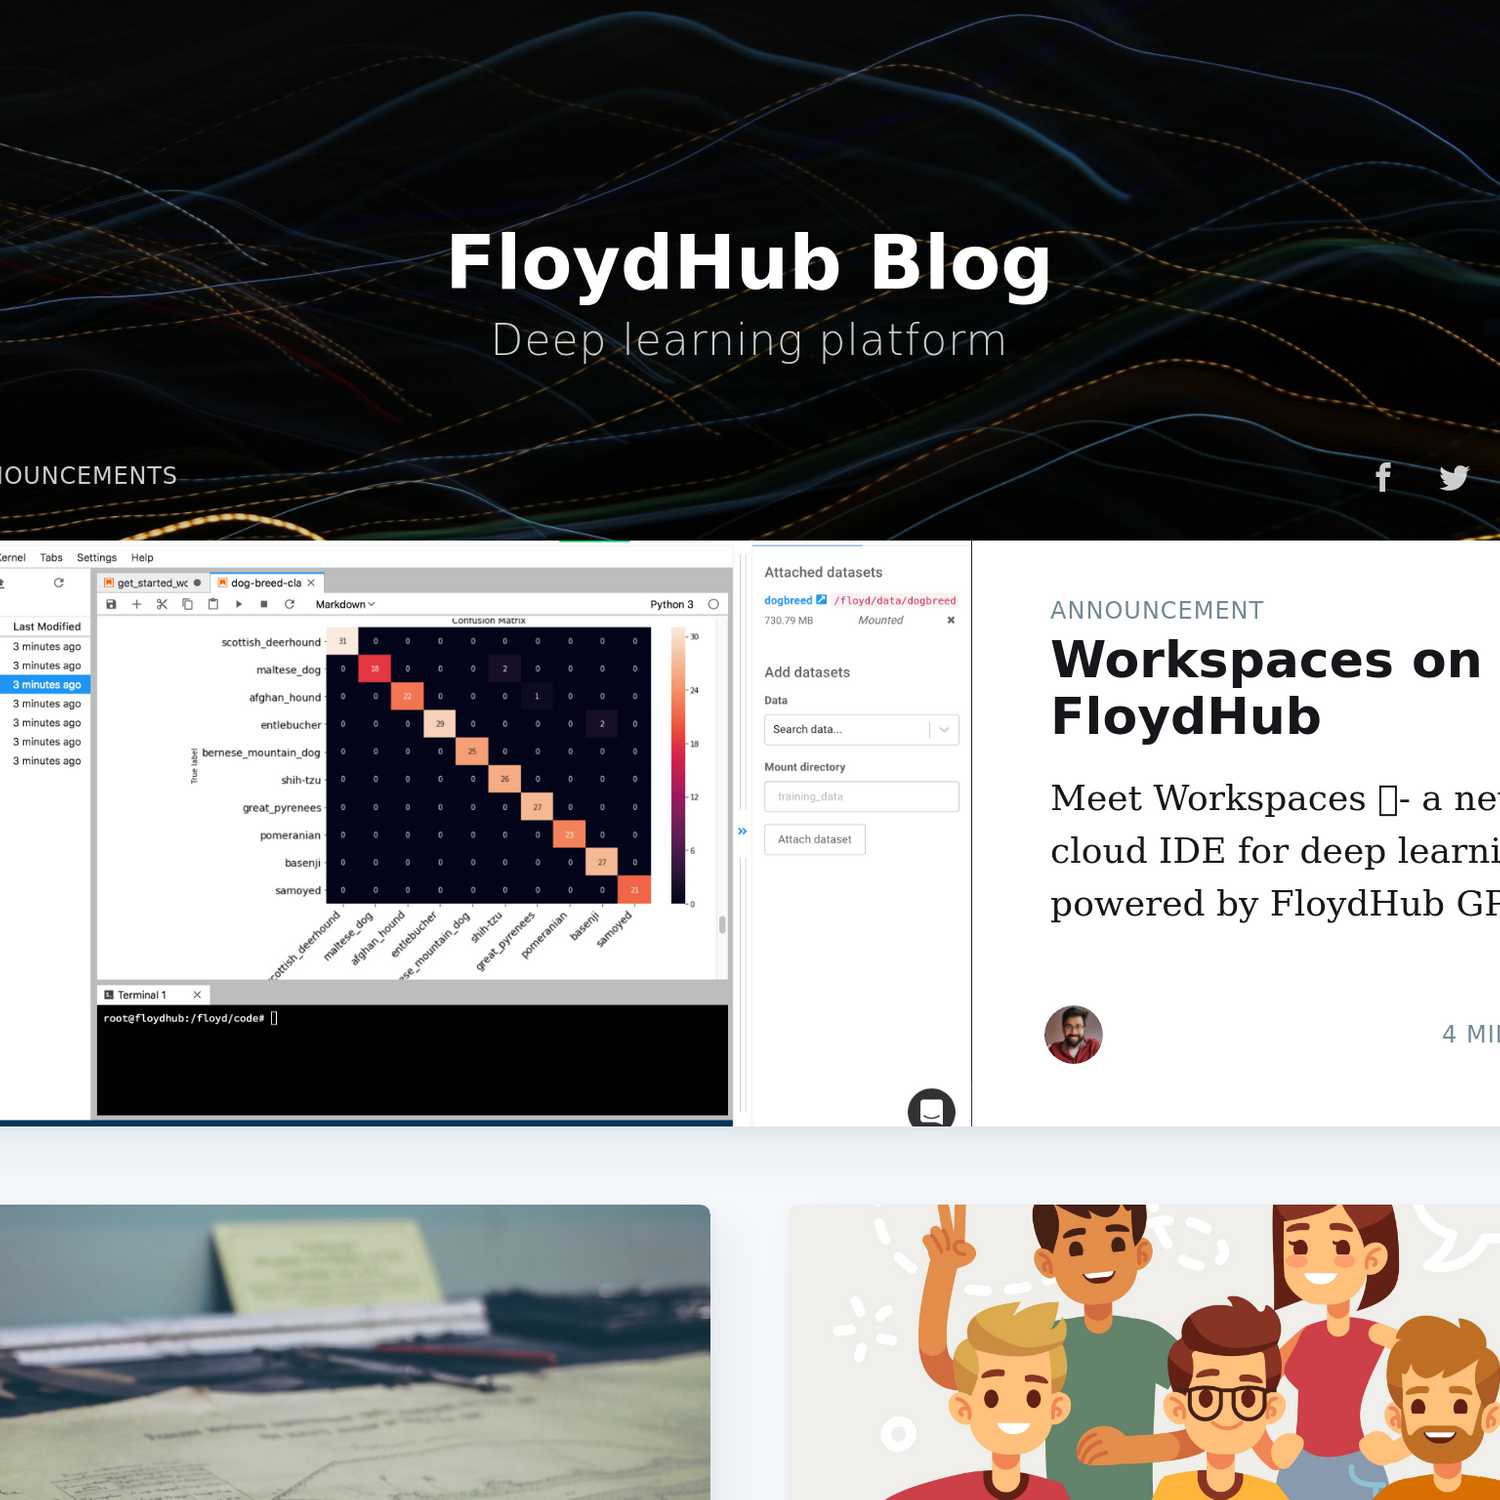 FloydHub Blog
Deep learning platform
OUNCEMENTS
Kernel Tabs Settings Help
get_started_wc
dog-breed-cla
Markdown
Python 3
Last Modified
3 minutes ago
3 minutes ago
3 minutes ago
3 minutes ago
3 minutes ago
3 minutes ago
3 minutes ago
Confusion Matrix
True label
scottish_deerhound 31 0 0 0 0 0 0 0 0 0
maltese_dog 0 18 0 0 0 2 0 0 0 0
afghan_hound 0 0 22 0 0 0 1 0 0 0
entlebucher 0 0 0 29 0 0 0 0 2 0
bernese_mountain_dog 0 0 0 0 25 0 0 0 0 0
shih-tzu 0 0 0 0 0 26 0 0 0 0
great_pyrenees 0 0 0 0 0 0 27 0 0 0
pomeranian 0 0 0 0 0 0 0 23 0 0
basenji 0 0 0 0 0 0 0 0 27 0
samoyed 0 0 0 0 0 0 0 0 0 21
cottish_deerhound
maltese_dog
afghan_hound
entlebucher
ese_mountain_dog
shih-tzu
great_pyrenees
pomeranian
basenji
samoyed
30
24
18
12
6
0
Terminal 1
root@floydhub:/floyd/code#
Attached datasets
dogbreed /floyd/data/dogbreed
730.79 MB Mounted
Add datasets
Data
Search data...
Mount directory
training_data
Attach dataset
ANNOUNCEMENT
Workspaces on
FloydHub
Meet Workspaces - a ne
cloud IDE for deep learni
powered by FloydHub GP
4 MI